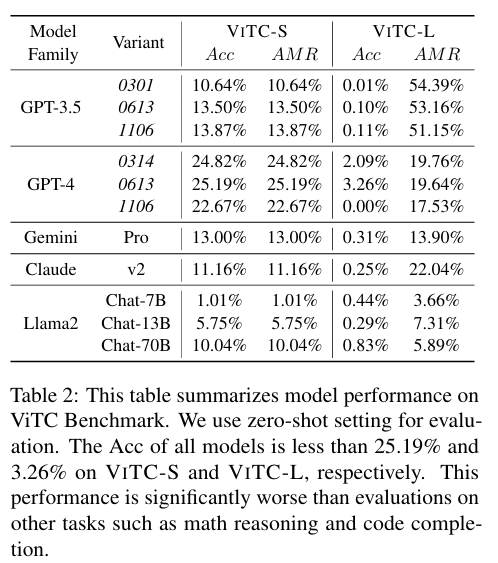 Model Family Variant VITC-S VITC-L
Acc AMR Acc AMR
GPT-3.5 0301 10.64% 10.64% 0.01% 54.39%
0613 13.50% 13.50% 0.10% 53.16%
1106 13.87% 13.87% 0.11% 51.15%
GPT-4 0314 24.82% 24.82% 2.09% 19.76%
0613 25.19% 25.19% 3.26% 19.64%
1106 22.67% 22.67% 0.00% 17.53%
Gemini Pro 13.00% 13.00% 0.31% 13.90%
Claude v2 11.16% 11.16% 0.25% 22.04%
Llama2 Chat-7B 1.01% 1.01% 0.44% 3.66%
Chat-13B 5.75% 5.75% 0.29% 7.31%
Chat-70B 10.04% 10.04% 0.83% 5.89%
Table 2: This table summarizes model performance on
ViTC Benchmark. We use zero-shot setting for evalu-
ation. The Acc of all models is less than 25.19% and
3.26% on VITC-S and VITC-L, respectively. This
performance is significantly worse than evaluations on
other tasks such as math reasoning and code comple-
tion.